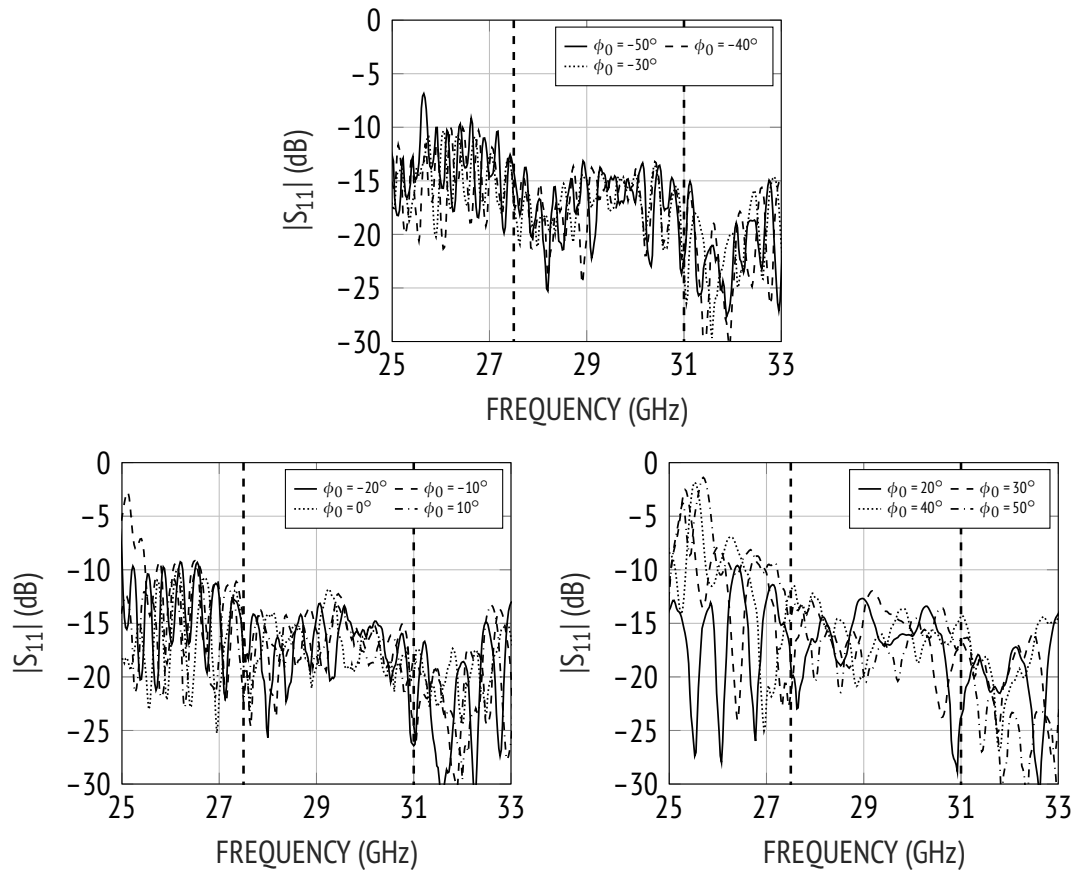 0
−5
−10
−15
−20
−25
−30
|S11| (dB)
ϕ0 = −50° ϕ0 = −40°
ϕ0 = −30°
25 27 29 31 33
FREQUENCY (GHz)
0
−5
−10
−15
−20
−25
−30
|S11| (dB)
ϕ0 = −20° ϕ0 = −10°
ϕ0 = 0° ϕ0 = 10°
25 27 29 31 33
FREQUENCY (GHz)
0
−5
−10
−15
−20
−25
−30
|S11| (dB)
ϕ0 = 20° ϕ0 = 30°
ϕ0 = 40° ϕ0 = 50°
25 27 29 31 33
FREQUENCY (GHz)